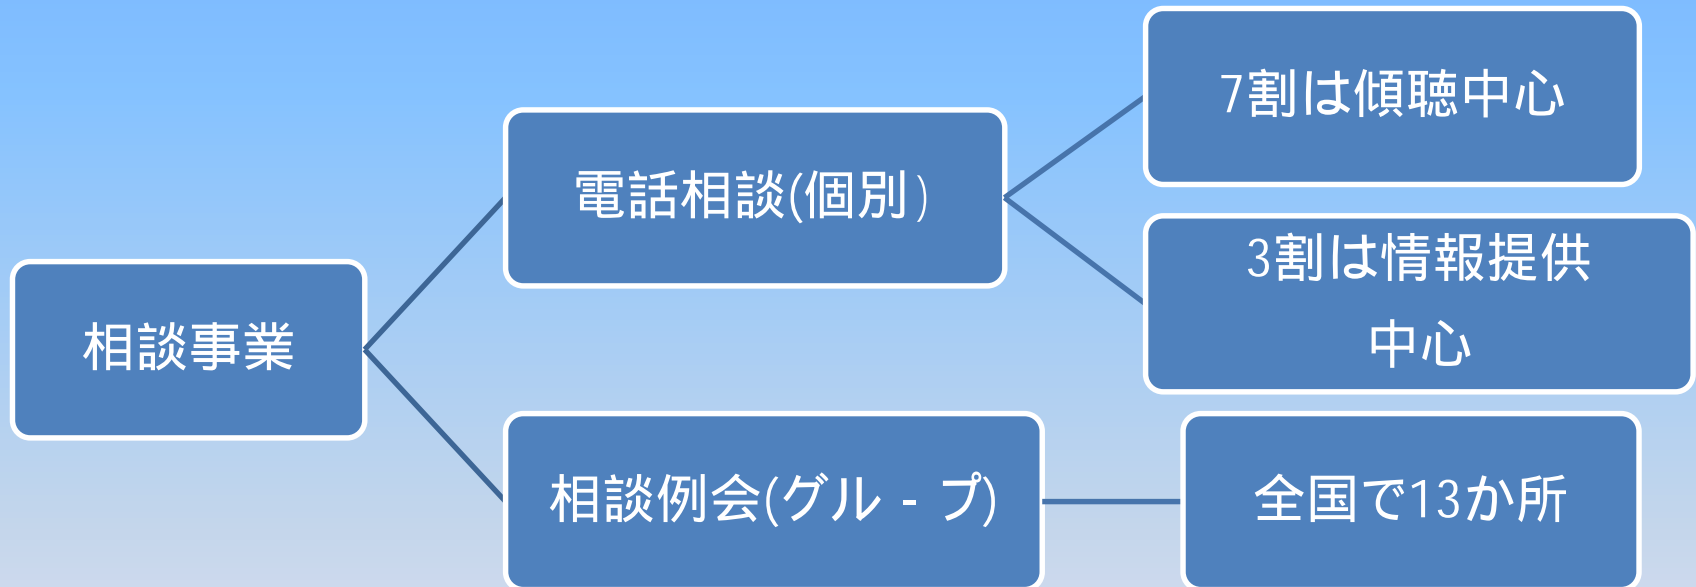 相談事業
電話相談(個別)
7割は傾聴中心
3割は情報提供
中心
相談例会(グル‐プ)
全国で13か所